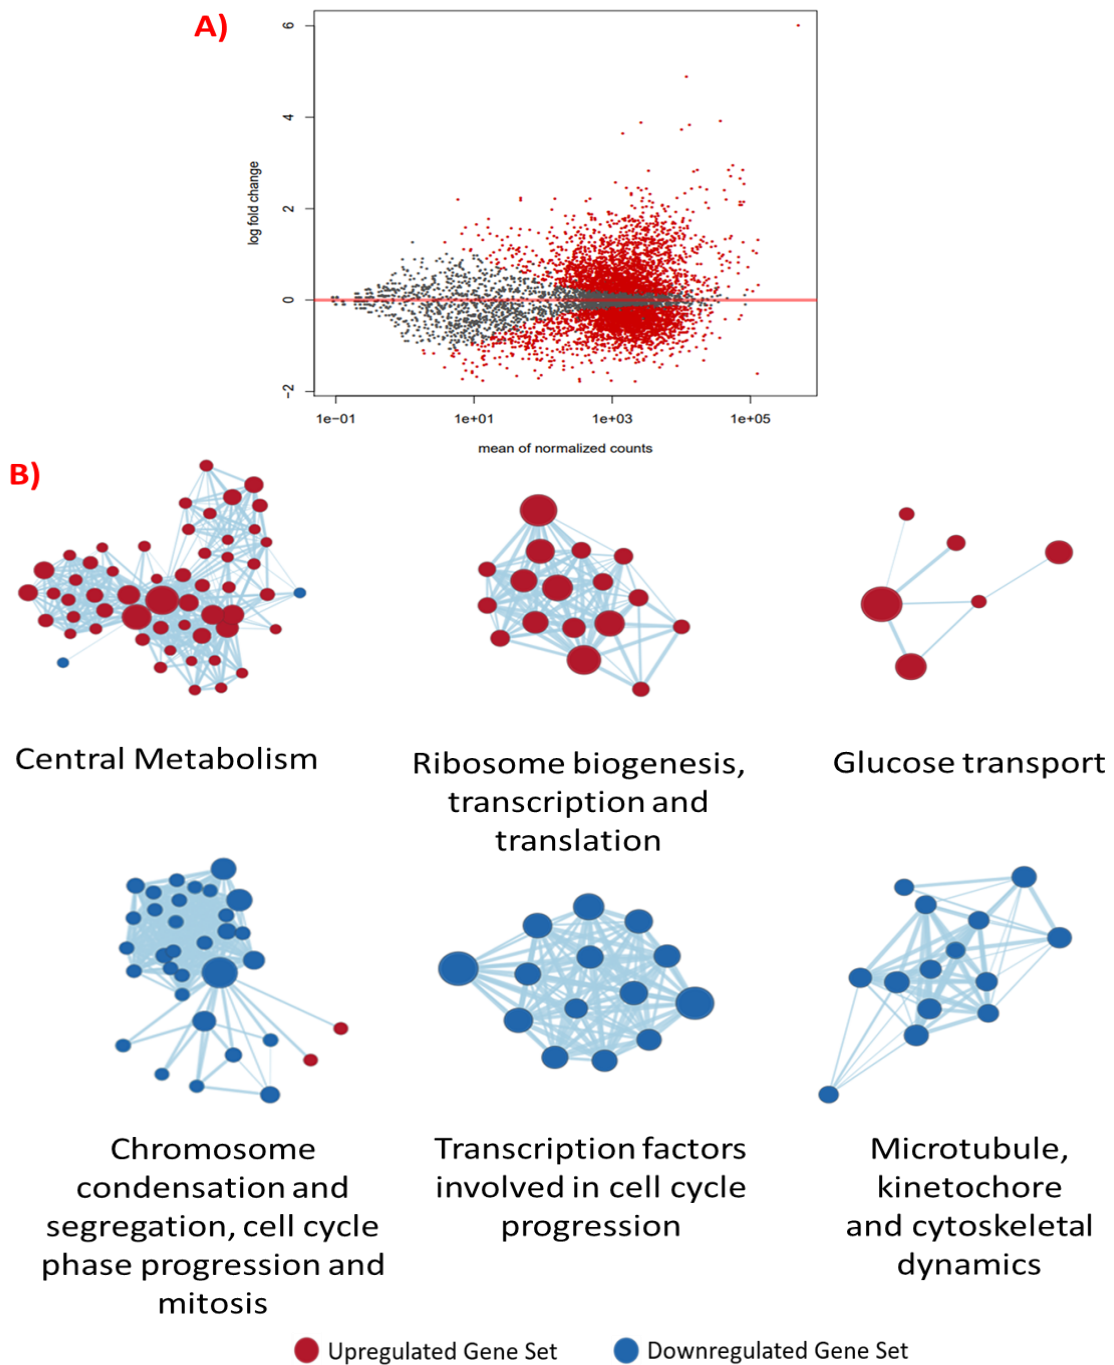 A)
6
4
2
0
−2
log fold change
1e−01
1e+01
1e+03
1e+05
mean of normalized counts
B)
Central Metabolism
Ribosome biogenesis,
transcription and
translation
Glucose transport
Chromosome
condensation and
segregation, cell cycle
phase progression and
mitosis
Transcription factors
involved in cell cycle
progression
Microtubule,
kinetochore
and cytoskeletal
dynamics
Upregulated Gene Set
Downregulated Gene Set